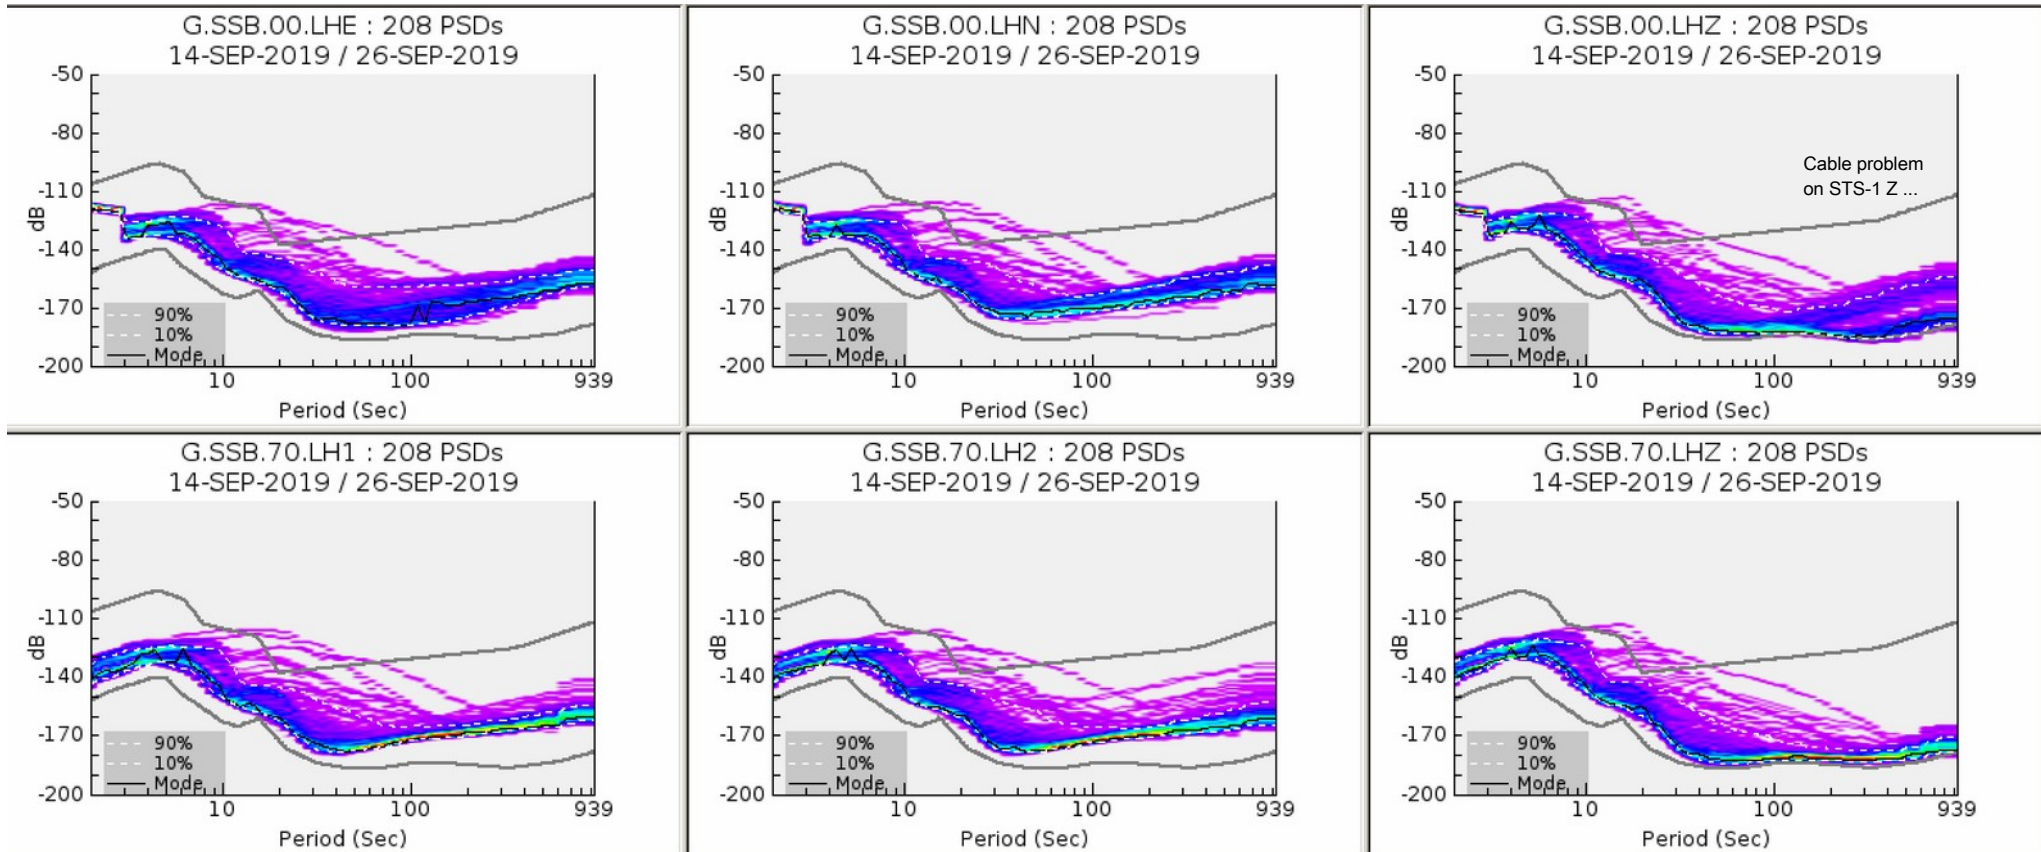 G.SSB.00.LHE : 208 PSDs
14-SEP-2019 / 26-SEP-2019
-50
-80
-110
-140
-170
-200
dB
90%
10%
Mode
10
100
939
Period (Sec)
G.SSB.00.LHN : 208 PSDs
14-SEP-2019 / 26-SEP-2019
-50
-80
-110
-140
-170
-200
dB
90%
10%
Mode
10
100
939
Period (Sec)
G.SSB.00.LHZ : 208 PSDs
14-SEP-2019 / 26-SEP-2019
-50
-80
-110
-140
-170
-200
dB
Cable problem
on STS-1 Z ...
90%
10%
Mode
10
100
939
Period (Sec)
G.SSB.70.LH1 : 208 PSDs
14-SEP-2019 / 26-SEP-2019
-50
-80
-110
-140
-170
-200
dB
90%
10%
Mode
10
100
939
Period (Sec)
G.SSB.70.LH2 : 208 PSDs
14-SEP-2019 / 26-SEP-2019
-50
-80
-110
-140
-170
-200
dB
90%
10%
Mode
10
100
939
Period (Sec)
G.SSB.70.LHZ : 208 PSDs
14-SEP-2019 / 26-SEP-2019
-50
-80
-110
-140
-170
-200
dB
90%
10%
Mode
10
100
939
Period (Sec)